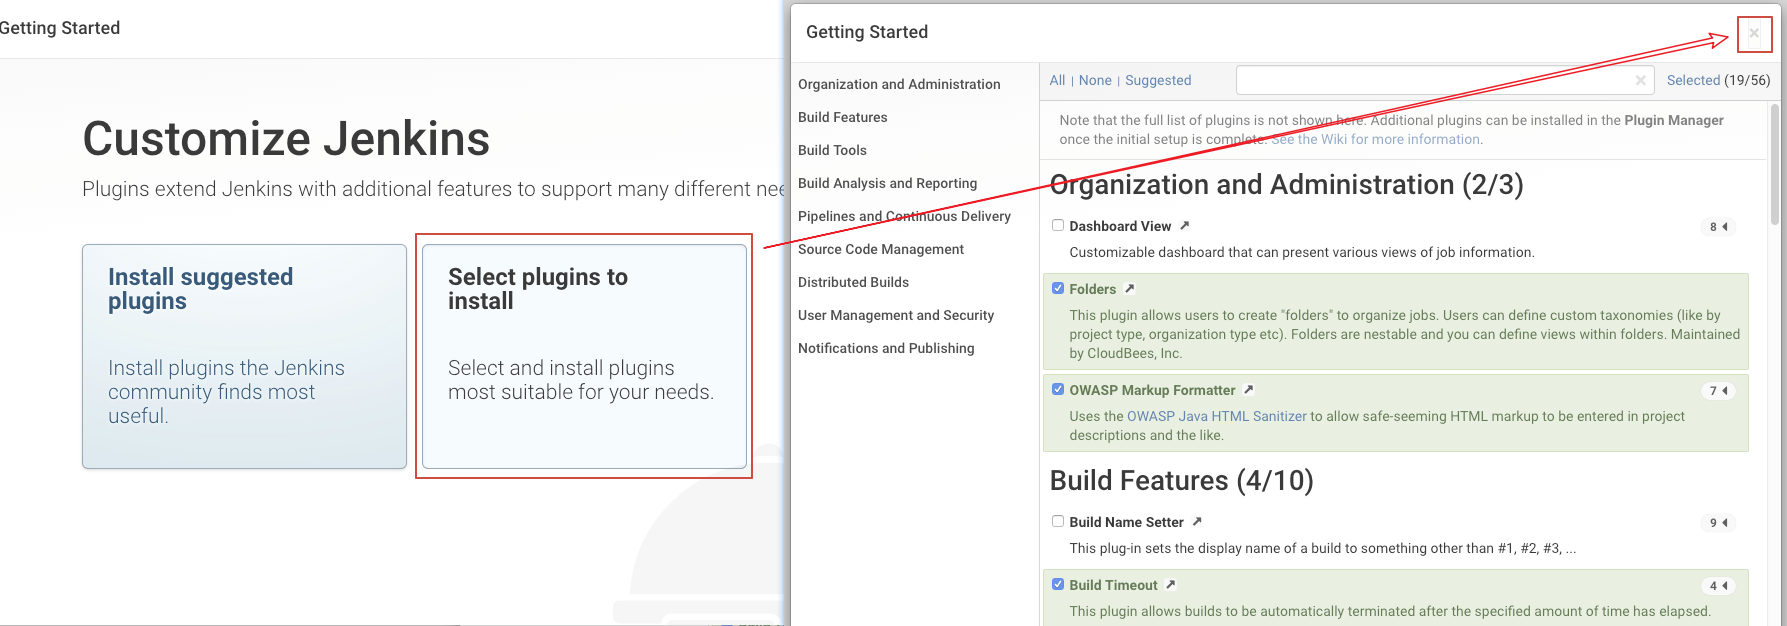 Getting Started
Customize Jenkins
Plugins extend Jenkins with additional features to support many different nee
Install suggested
plugins
Install plugins the Jenkins
community finds most
useful.
Select plugins to
install
Select and install plugins
most suitable for your needs.
Getting Started
×
Organization and Administration
Build Features
Build Tools
Build Analysis and Reporting
Pipelines and Continuous Delivery
Source Code Management
Distributed Builds
User Management and Security
Notifications and Publishing
All | None | Suggested
×
Selected (19/56)
Note that the full list of plugins is not shown here. Additional plugins can be installed in the Plugin Manager
once the initial setup is complete. See the Wiki for more information.
Organization and Administration (2/3)
Dashboard View
8
Customizable dashboard that can present various views of job information.
Folders
This plugin allows users to create "folders" to organize jobs. Users can define custom taxonomies (like by
project type, organization type etc). Folders are nestable and you can define views within folders. Maintained
by CloudBees, Inc.
OWASP Markup Formatter
7
Uses the OWASP Java HTML Sanitizer to allow safe-seeming HTML markup to be entered in project
descriptions and the like.
Build Features (4/10)
Build Name Setter
9
This plug-in sets the display name of a build to something other than #1, #2, #3, ...
Build Timeout
4
This plugin allows builds to be automatically terminated after the specified amount of time has elapsed.